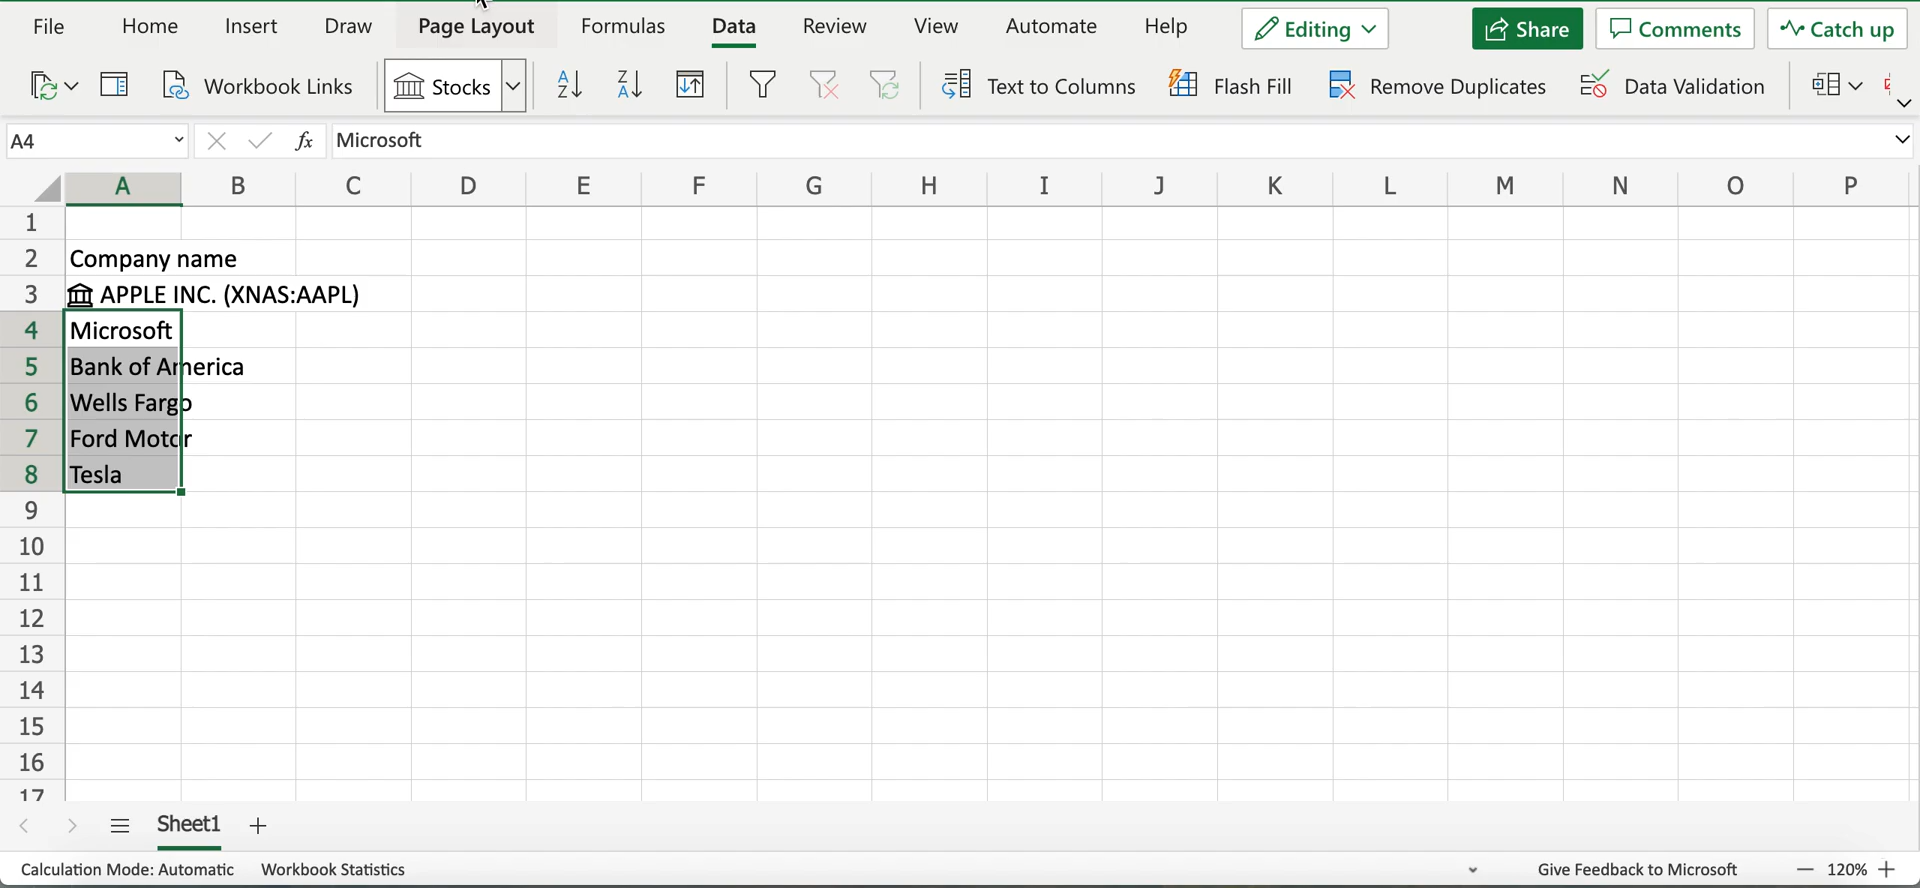 File Home Insert Draw Page Layout Formulas Data Review View Automate Help Editing Share Comments Catch up
Workbook Links Stocks A Z Z A Text to Columns Flash Fill Remove Duplicates Data Validation
A4 fx Microsoft
A B C D E F G H I J K L M N O P
1
2 Company name
3 APPLE INC. (XNAS:AAPL)
4 Microsoft
5 Bank of America
6 Wells Fargo
7 Ford Motor
8 Tesla
9
10
11
12
13
14
15
16
17
Sheet1
Calculation Mode: Automatic Workbook Statistics Give Feedback to Microsoft 120%